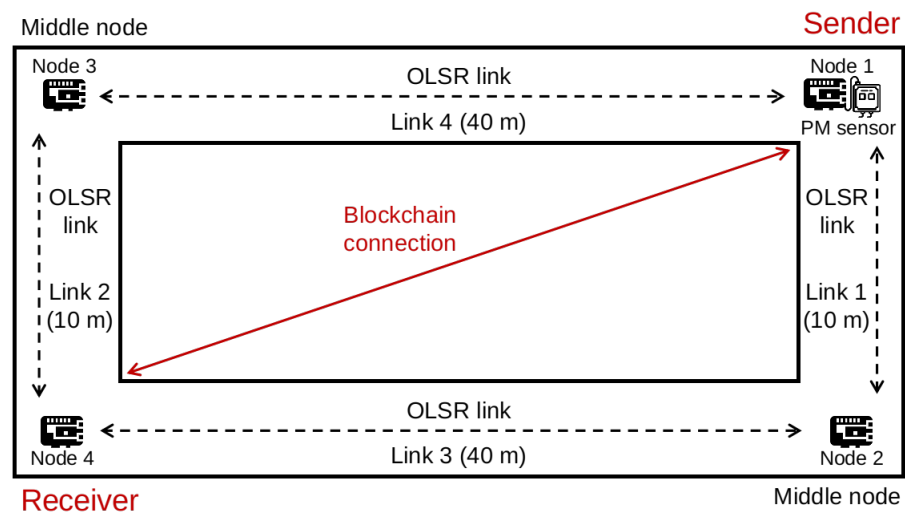 Middle node
Sender
Node 3
OLSR link
Node 1
Link 4 (40 m)
PM sensor
OLSR
link
Blockchain
connection
OLSR
link
Link 2
(10 m)
Link 1
(10 m)
OLSR link
Node 4
Link 3 (40 m)
Node 2
Receiver
Middle node